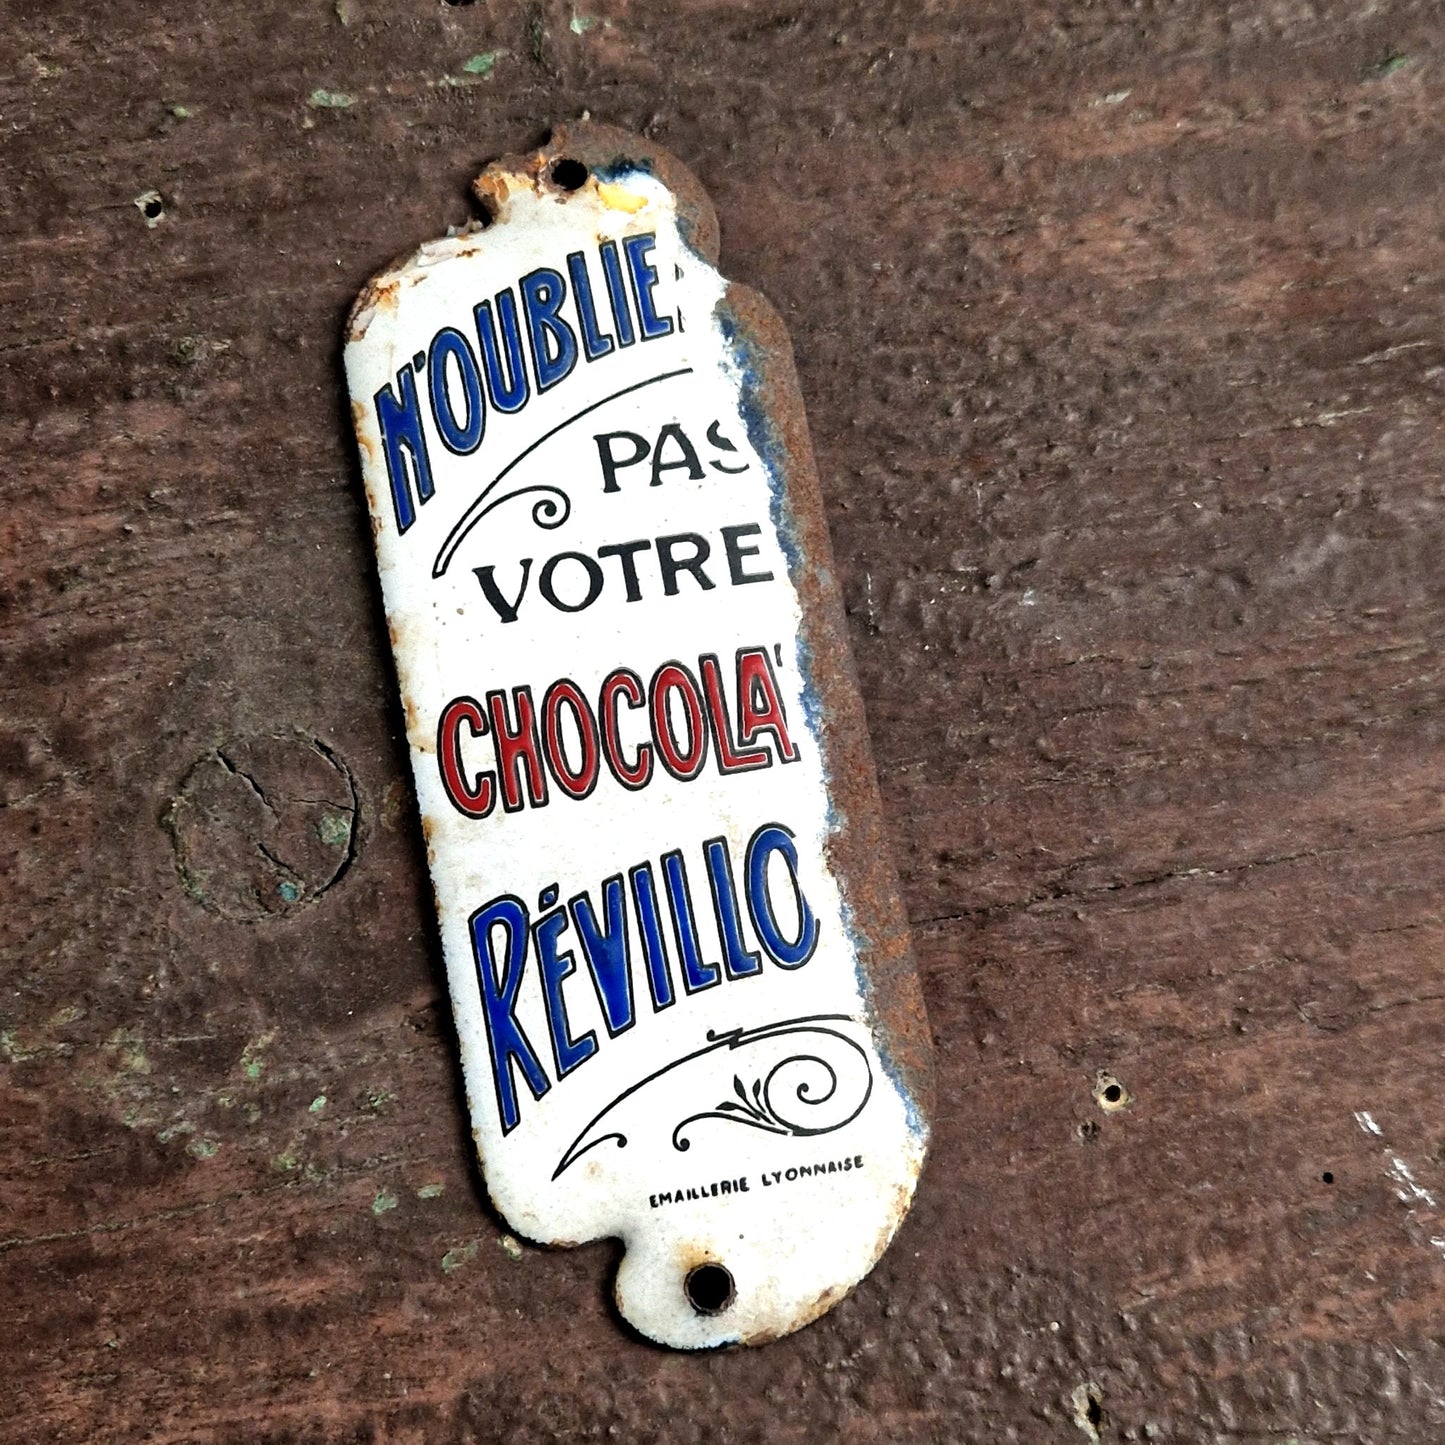 N'OUBLIE
PAS
VOTRE
CHOCOLA
RÉVILLO
EMAILLERIE LYONNAISE